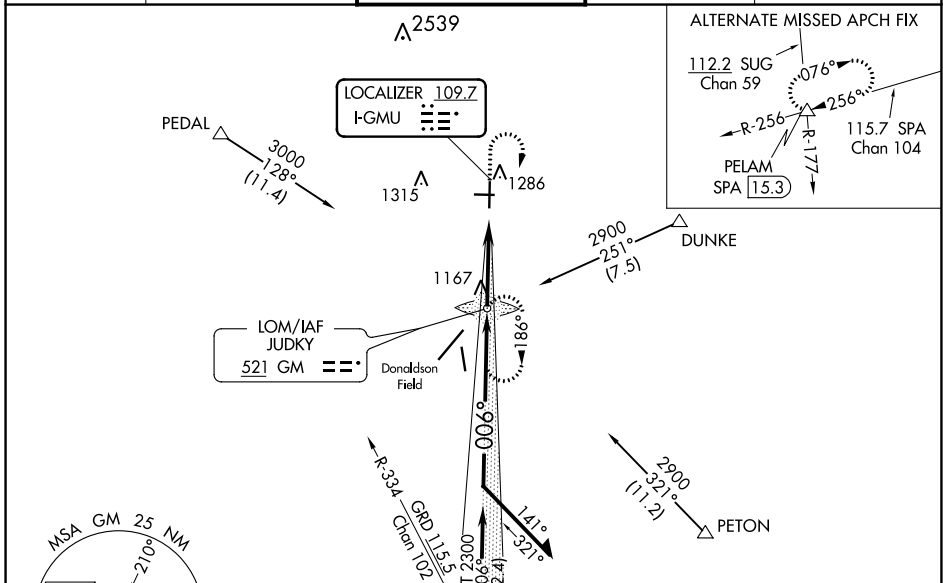 2539
ALTERNATE MISSED APCH FIX
112.2 SUG
Chan 59
076°
256°
R-256
R-177
115.7 SPA
Chan 104
PELAM
SPA 15.3
LOCALIZER 109.7
I-GMU
PEDAL
3000
128°
(11.4)
1315
1286
2900
251°
(7.5)
DUNKE
1167
LOM/IAF
JUDKY
521 GM
Donaldson
Field
186°
006°
R-334
GRD 115.5
Chan 102
2900
321°
(11.2)
PETON
141°
321°
2300
MSA GM 25 NM
210°